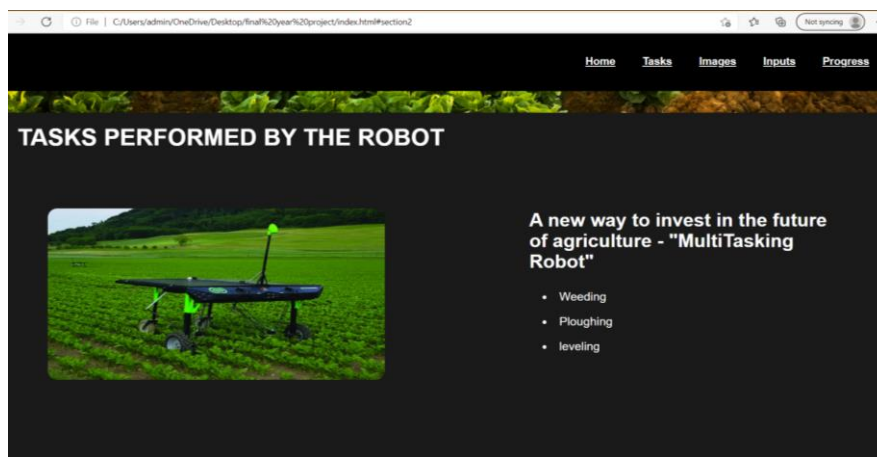 File | C:/Users/admin/OneDrive/Desktop/final%20year%20project/index.html#section2
Not syncing
Home Tasks Images Inputs Progress
TASKS PERFORMED BY THE ROBOT
A new way to invest in the future
of agriculture - "MultiTasking
Robot"
• Weeding
• Ploughing
• leveling